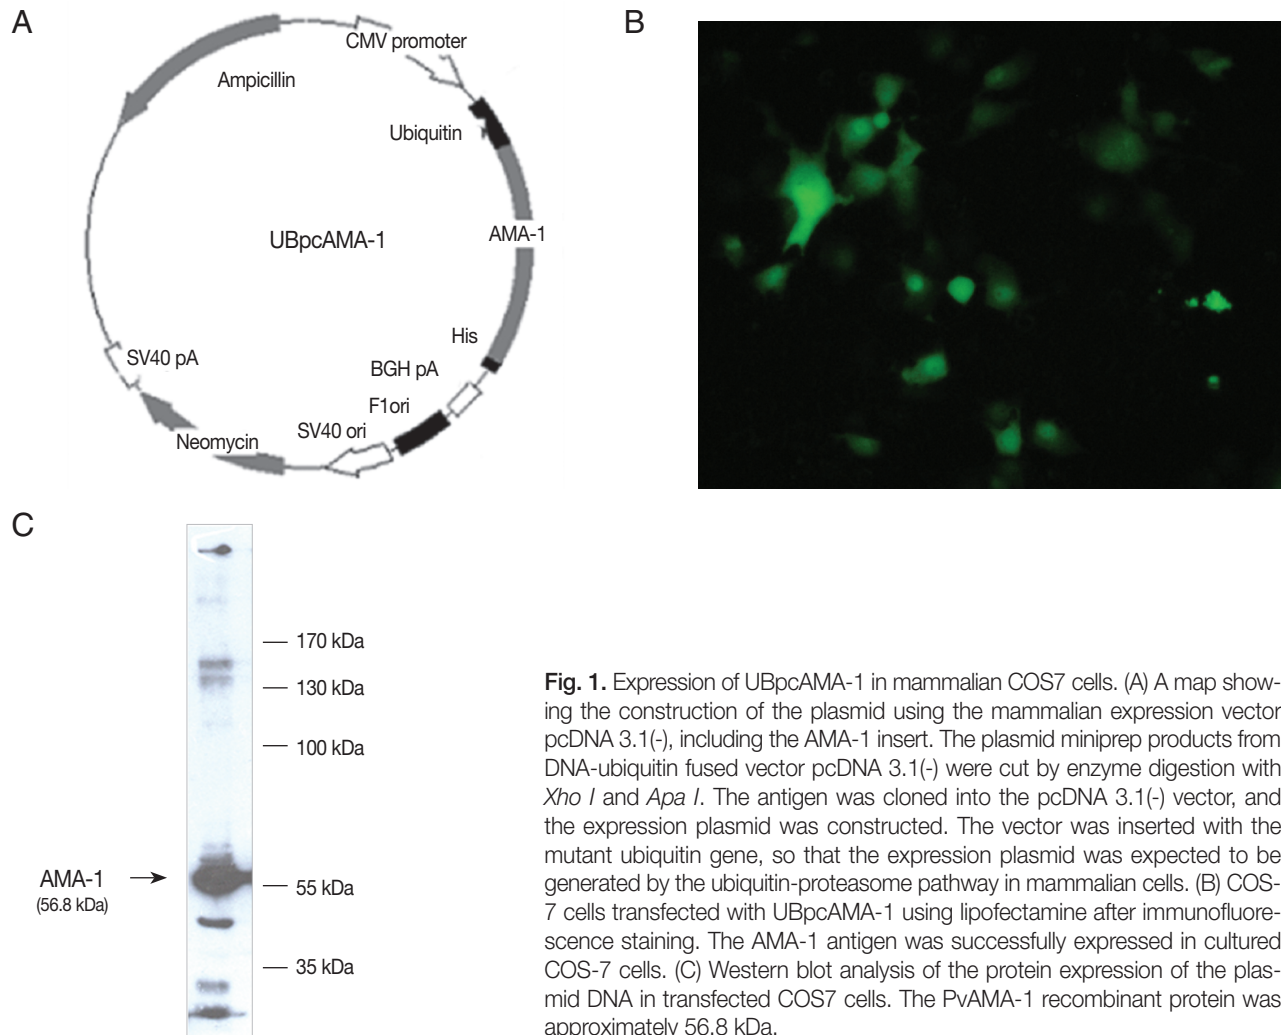 A
CMV promoter
Ampicillin
Ubiquitin
UBpcAMA-1
AMA-1
His
SV40 pA
BGH pA
F1ori
SV40 ori
Neomycin
B
C
170 kDa
130 kDa
100 kDa
AMA-1
(56.8 kDa)
55 kDa
35 kDa
Fig. 1. Expression of UBpcAMA-1 in mammalian COS7 cells. (A) A map show-
ing the construction of the plasmid using the mammalian expression vector
pcDNA 3.1(-), including the AMA-1 insert. The plasmid miniprep products from
DNA-ubiquitin fused vector pcDNA 3.1(-) were cut by enzyme digestion with
Xho I and Apa I. The antigen was cloned into the pcDNA 3.1(-) vector, and
the expression plasmid was constructed. The vector was inserted with the
mutant ubiquitin gene, so that the expression plasmid was expected to be
generated by the ubiquitin-proteasome pathway in mammalian cells. (B) COS-
7 cells transfected with UBpcAMA-1 using lipofectamine after immunofluore-
scence staining. The AMA-1 antigen was successfully expressed in cultured
COS-7 cells. (C) Western blot analysis of the protein expression of the plas-
mid DNA in transfected COS7 cells. The PvAMA-1 recombinant protein was
approximately 56.8 kDa.